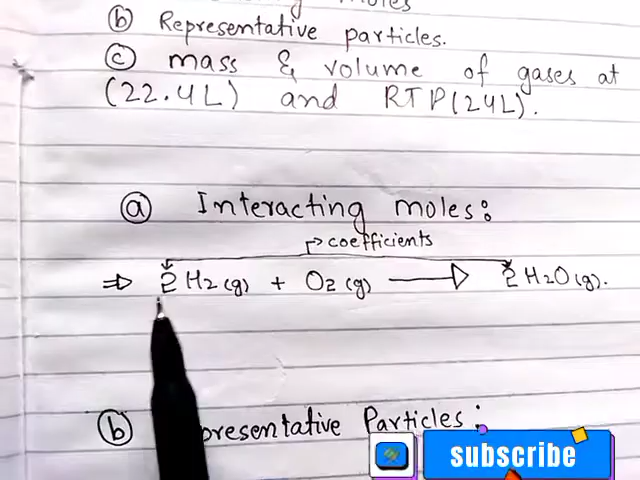 ⓑ Representative particles.
ⓒ mass & volume of gases at
(22.4L) and RTP(24L).
ⓐ Interacting moles:
coefficients
⇒ 2H2(g) + O2(g) → 2H2O(g).
ⓑ presentative Particles:
subscribe